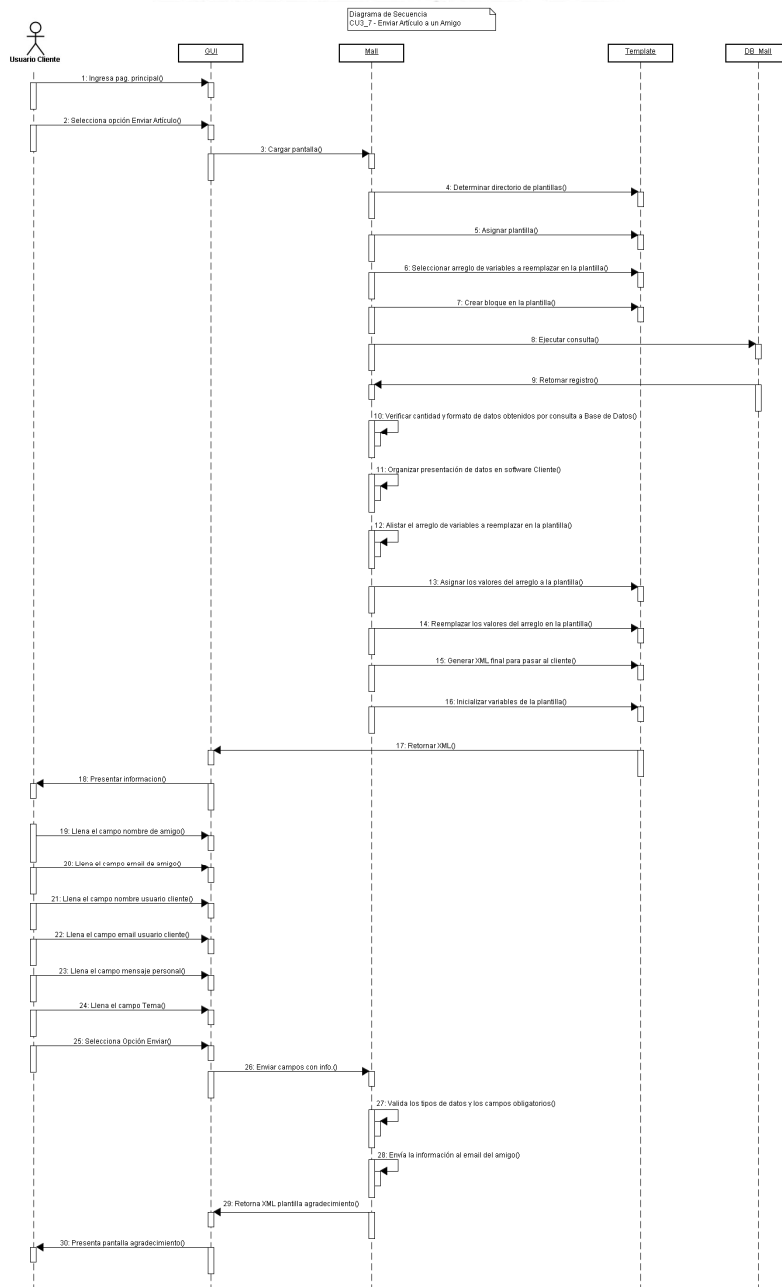 Diagrama de Secuencia
CU3_7 - Enviar Artículo a un Amigo
Usuario Cliente
GUI
Mall
Template
DB_Mall
1: Ingresa pag. principal()
2: Selecciona opción Enviar Artículo()
3: Cargar pantalla()
4: Determinar directorio de plantillas()
5: Asignar plantilla()
6: Seleccionar arreglo de variables a reemplazar en la plantilla()
7: Crear bloque en la plantilla()
8: Ejecutar consulta()
9: Retornar registro()
10: Verificar cantidad y formato de datos obtenidos por consulta a Base de Datos()
11: Organizar presentación de datos en software Cliente()
12: Alistar el arreglo de variables a reemplazar en la plantilla()
13: Asignar los valores del arreglo a la plantilla()
14: Reemplazar los valores del arreglo en la plantilla()
15: Generar XML final para pasar al cliente()
16: Inicializar variables de la plantilla()
17: Retornar XML()
18: Presentar informacion()
19: Llena el campo nombre de amigo()
20: Llena el campo email de amigo()
21: Llena el campo nombre usuario cliente()
22: Llena el campo email usuario cliente()
23: Llena el campo mensaje personal()
24: Llena el campo Tema()
25: Selecciona Opción Enviar()
26: Enviar campos con info.()
27: Valida los tipos de datos y los campos obligatorios()
28: Envía la información al email del amigo()
29: Retorna XML plantilla agradecimiento()
30: Presenta pantalla agradecimiento()